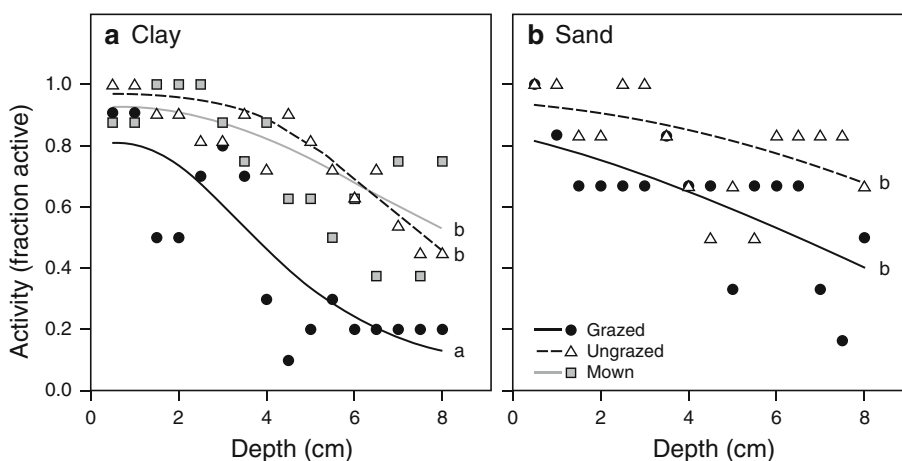 a Clay
b Sand
Activity (fraction active)
1.0
0.8
0.6
0.4
0.2
0.0
b
b
a
0 2 4 6 8
Depth (cm)
b
b
Grazed
Ungrazed
Mown
0 2 4 6 8
Depth (cm)